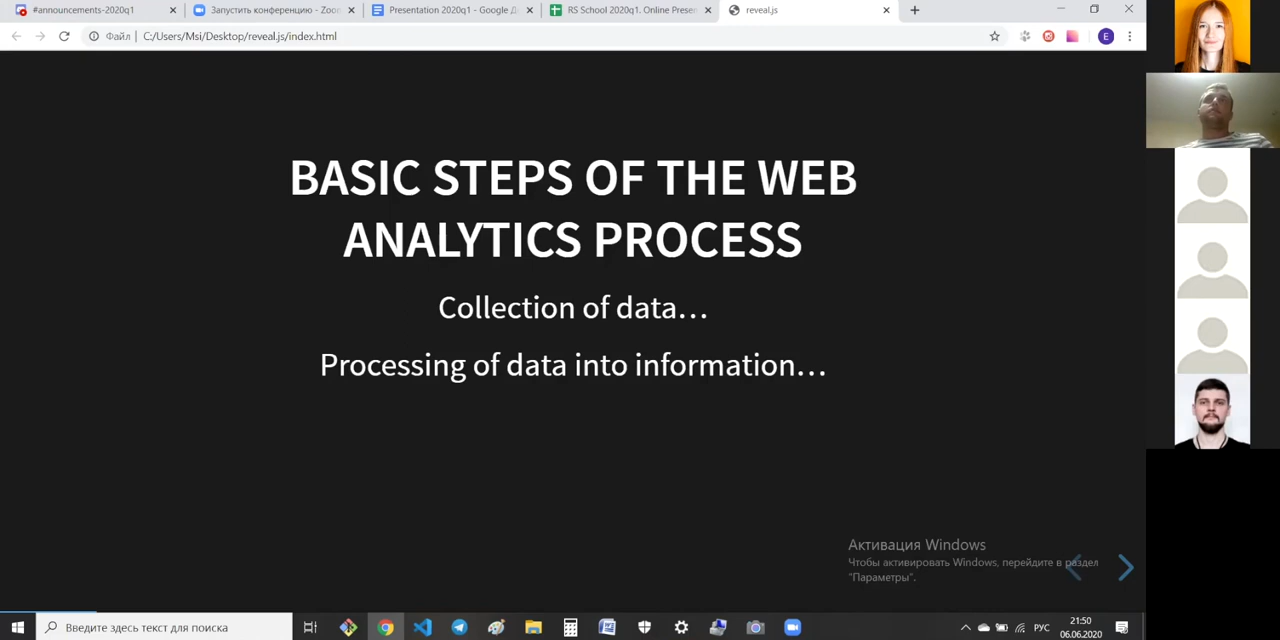 #announcements-2020q1
Запустить конференцию - Zoom
Presentation 2020q1 - Google Д
RS School 2020q1. Online Presen
reveal.js
Файл
C:/Users/Msi/Desktop/reveal.js/index.html
E
BASIC STEPS OF THE WEB
ANALYTICS PROCESS
Collection of data…
Processing of data into information…
Активация Windows
Чтобы активировать Windows, перейдите в раздел
"Параметры".
Введите здесь текст для поиска
РУС
21:50
06.06.2020